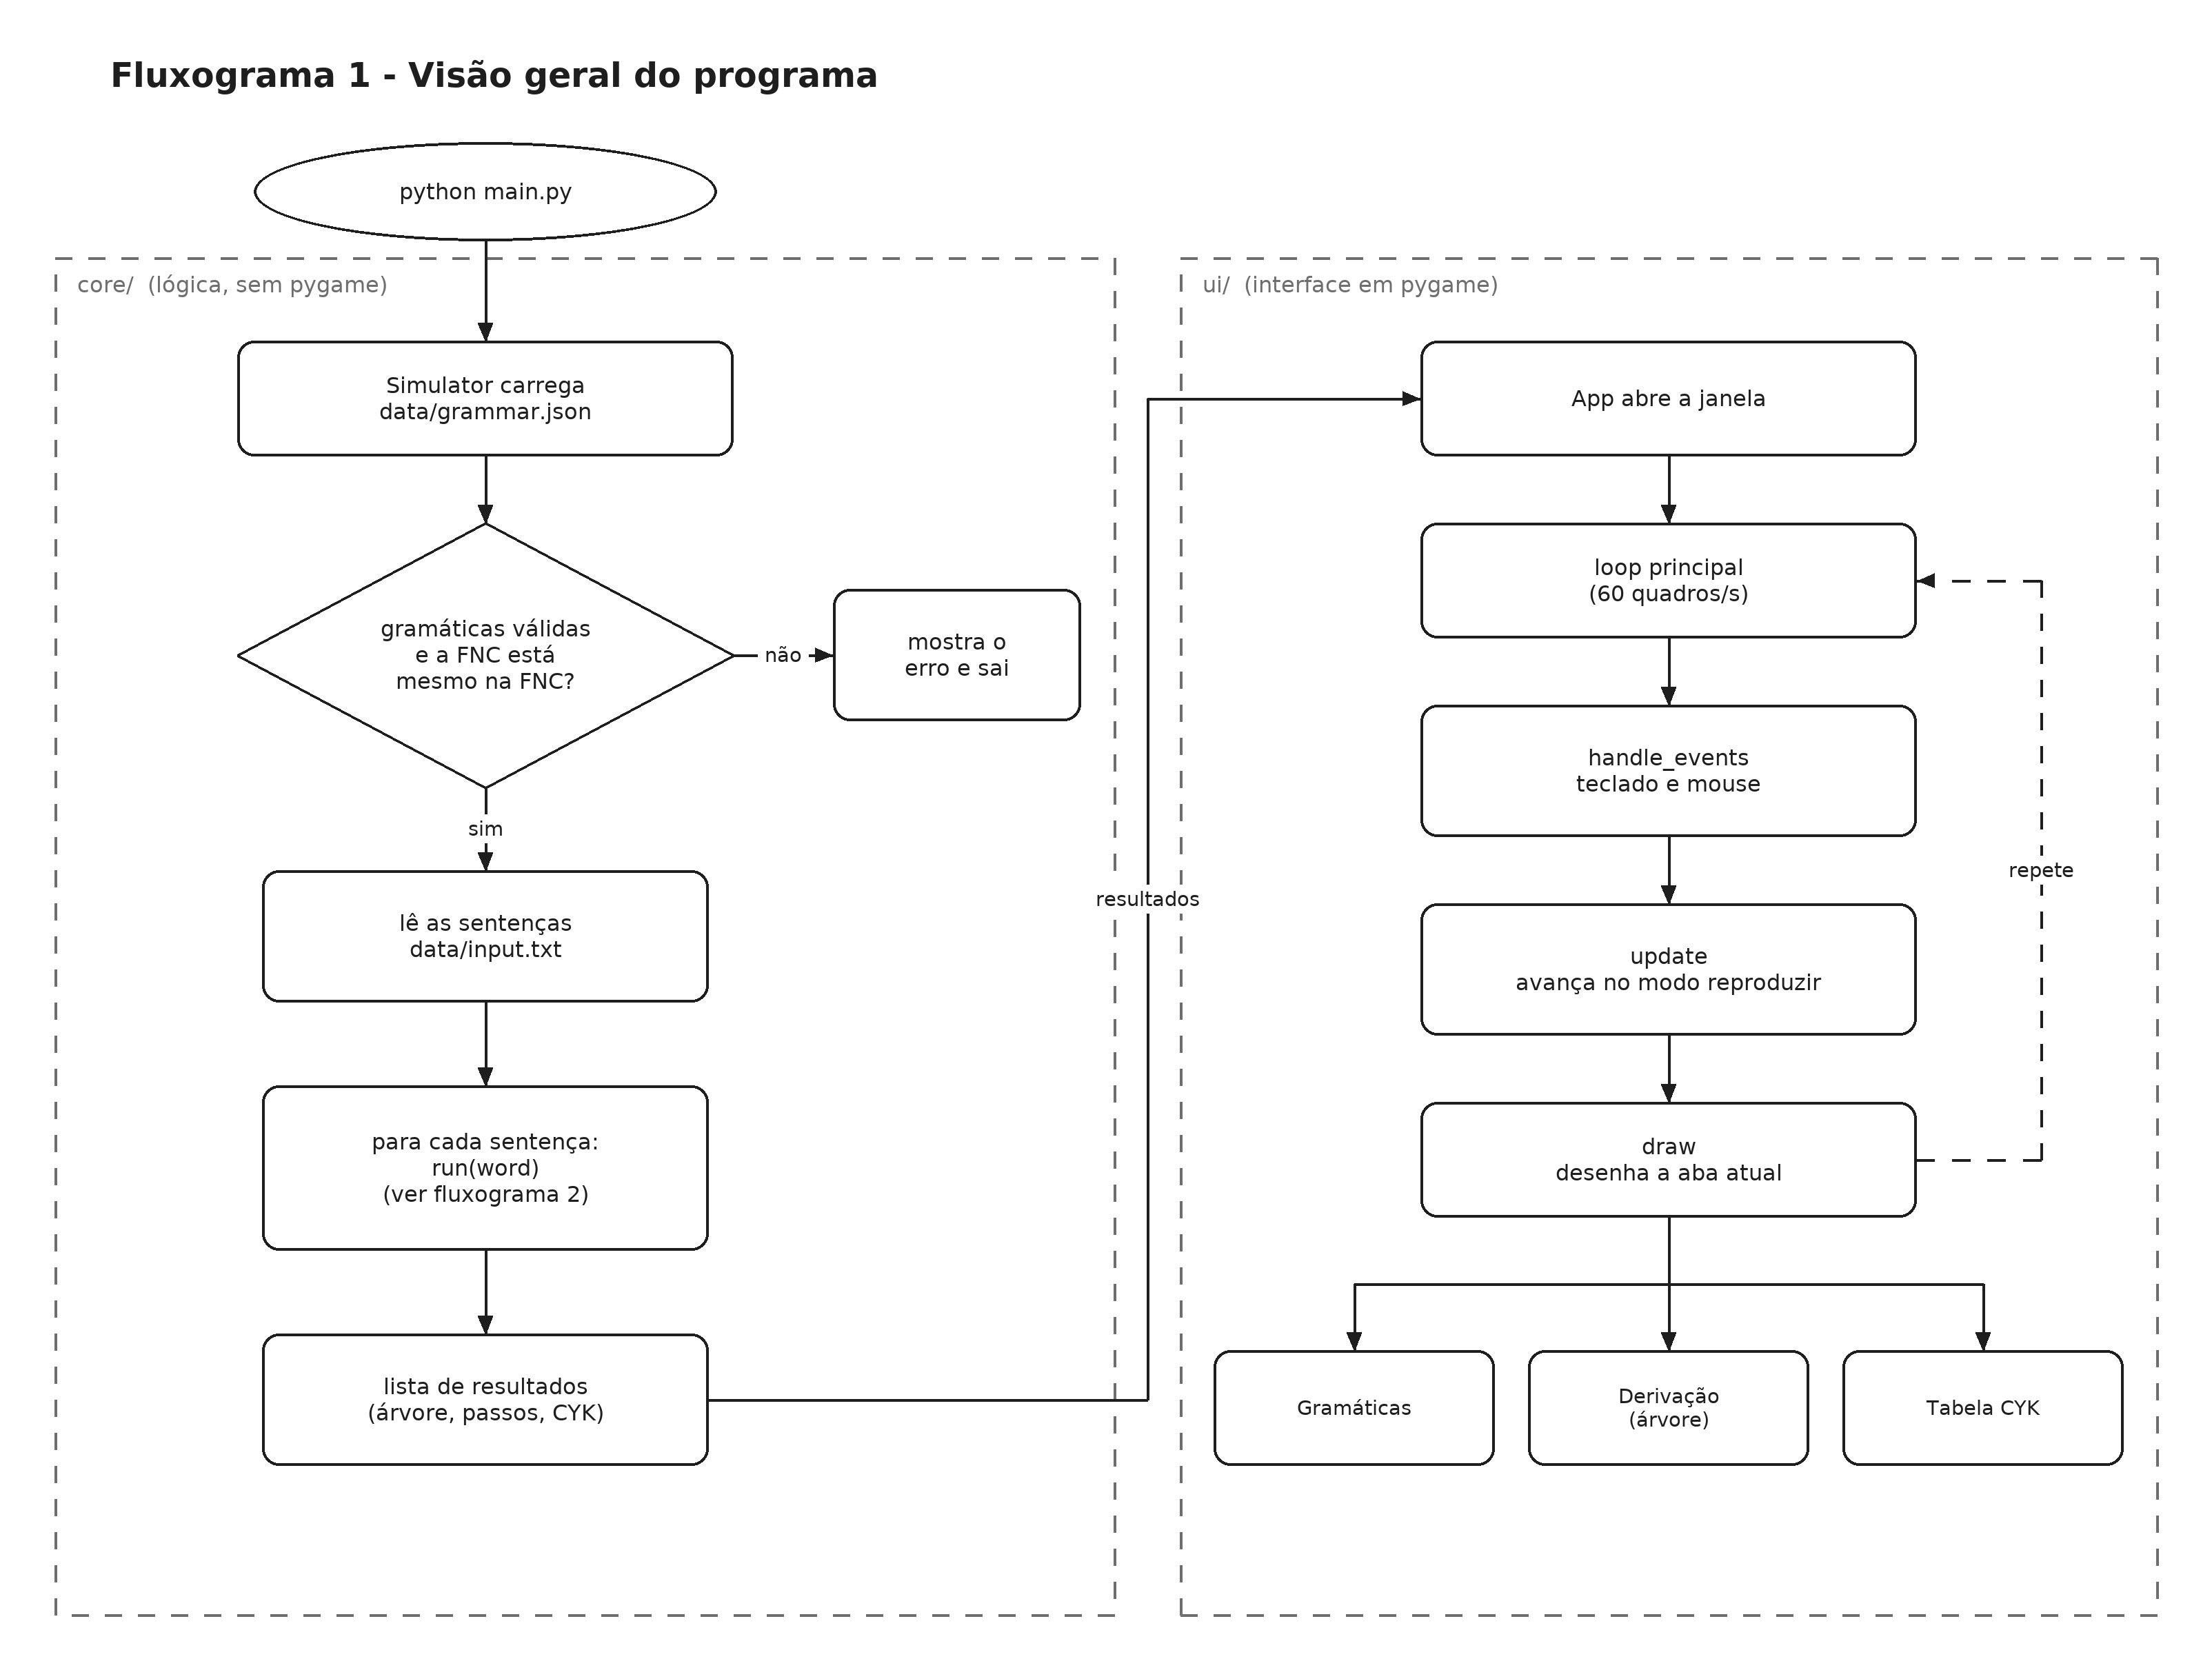 Fluxograma 1 - Visão geral do programa
python main.py
core/  (lógica, sem pygame)
Simulator carrega
data/grammar.json
gramáticas válidas
e a FNC está
mesmo na FNC?
não
mostra o
erro e sai
sim
lê as sentenças
data/input.txt
para cada sentença:
run(word)
(ver fluxograma 2)
lista de resultados
(árvore, passos, CYK)
resultados
ui/  (interface em pygame)
App abre a janela
loop principal
(60 quadros/s)
handle_events
teclado e mouse
update
avança no modo reproduzir
draw
desenha a aba atual
repete
Gramáticas
Derivação
(árvore)
Tabela CYK